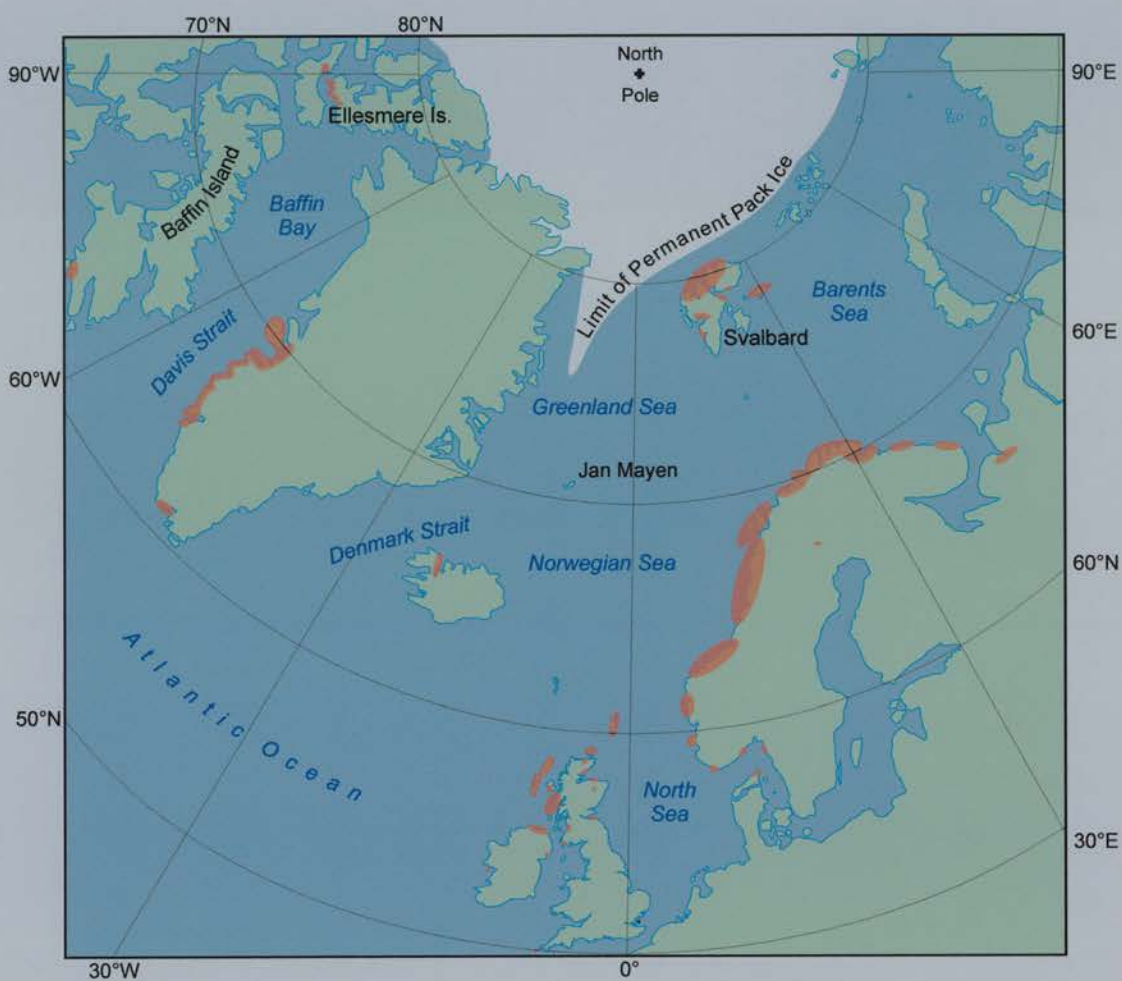 70°N
80°N
90°W
North
Pole
90°E
Ellesmere Is.
Baffin Island
Baffin
Bay
Limit of Permanent Pack Ice
Barents
Sea
Svalbard
Davis Strait
60°E
60°W
Greenland Sea
Jan Mayen
Denmark Strait
Norwegian Sea
60°N
Atlantic Ocean
50°N
North
Sea
30°E
30°W
0°